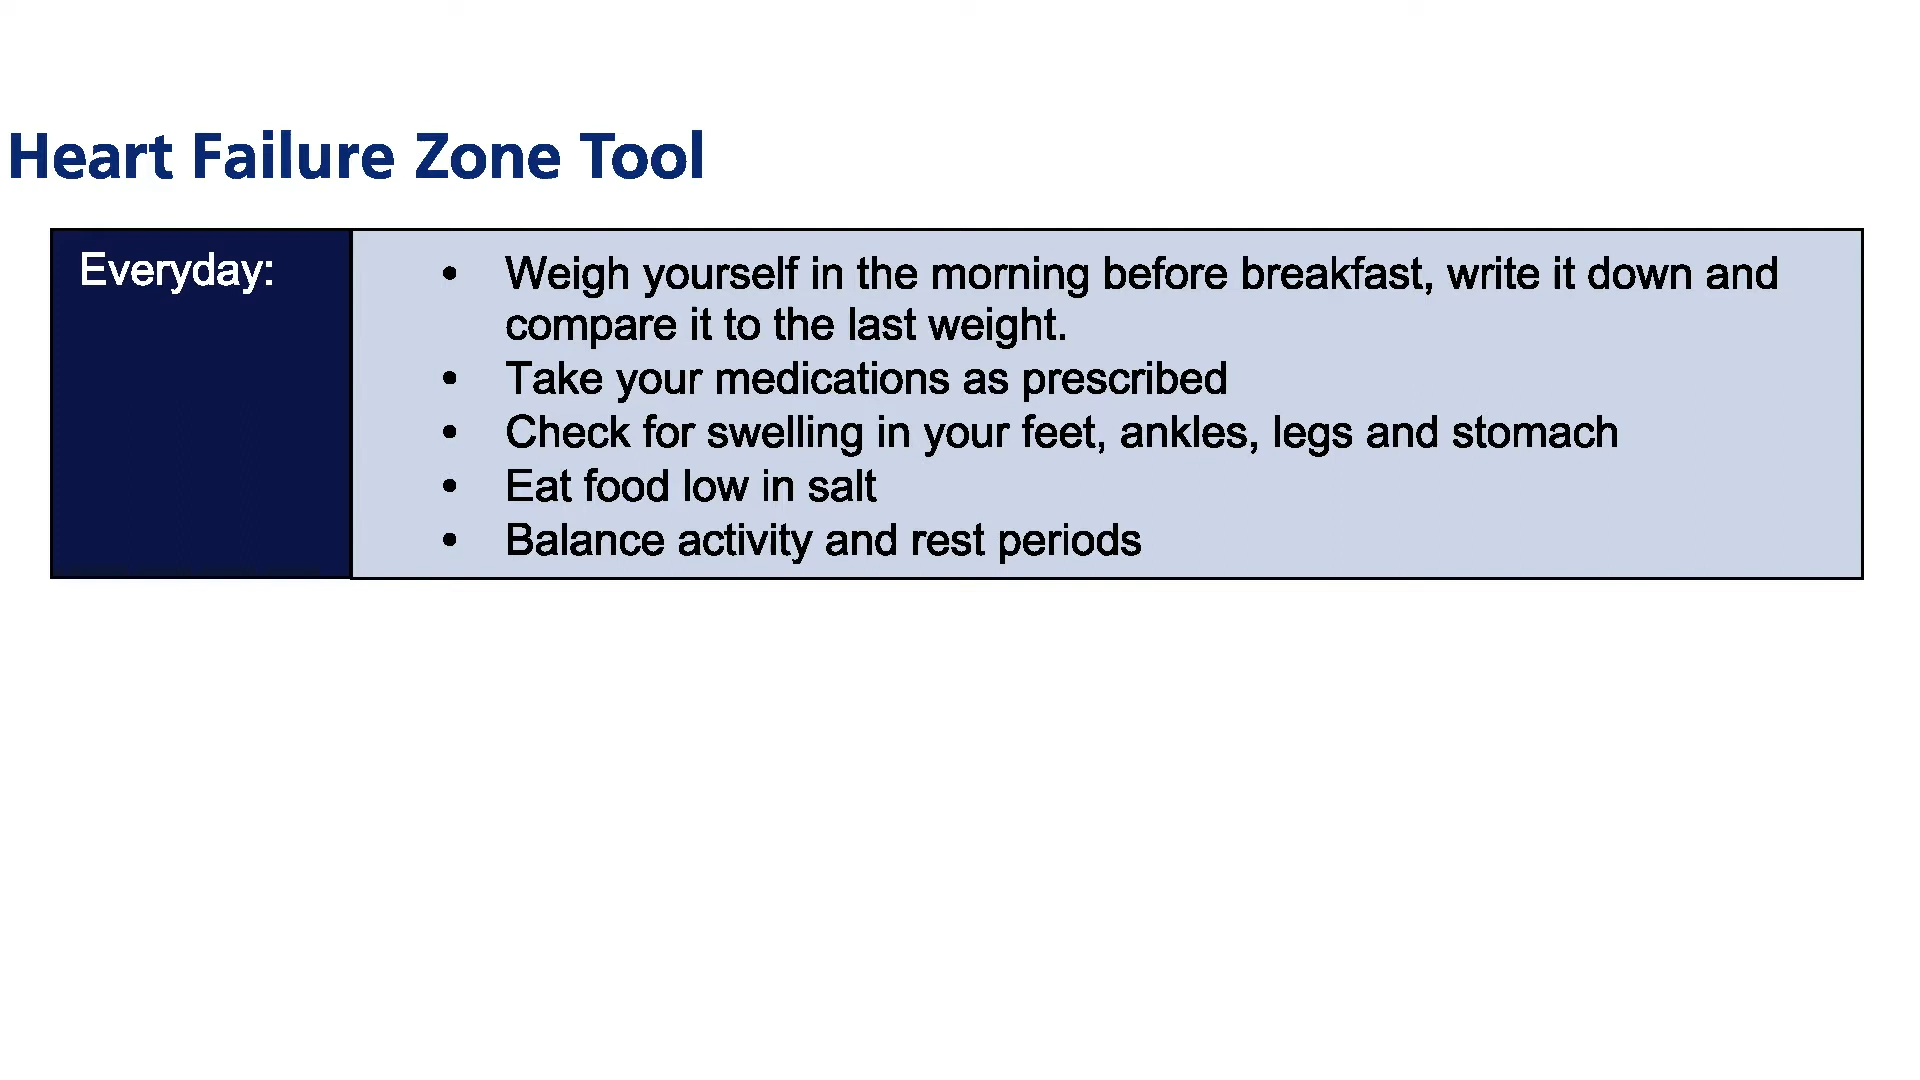 Heart Failure Zone Tool
Everyday:
• Weigh yourself in the morning before breakfast, write it down and
compare it to the last weight.
• Take your medications as prescribed
• Check for swelling in your feet, ankles, legs and stomach
• Eat food low in salt
• Balance activity and rest periods